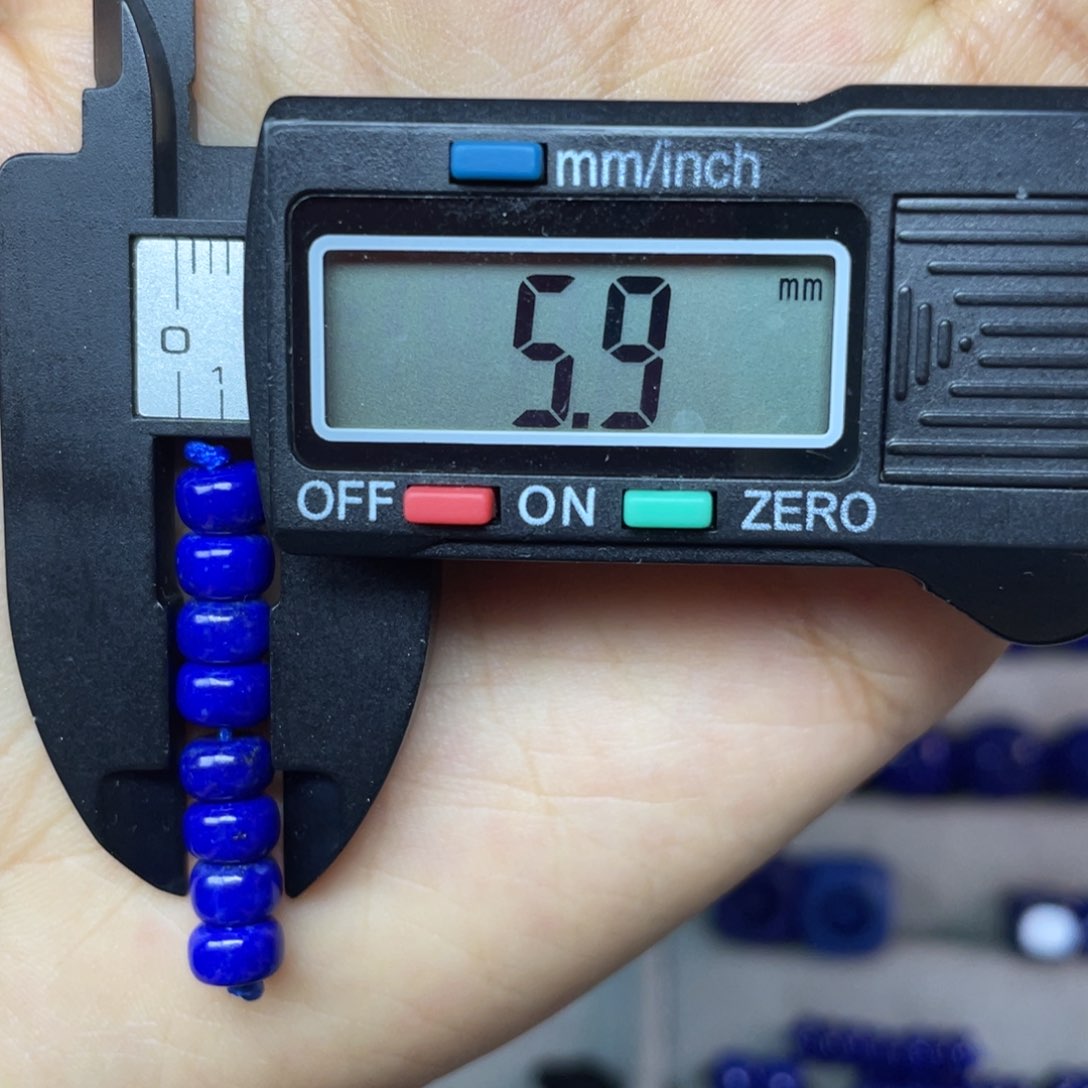 mm/inch
mm
5.9
0
1
OFF ON ZERO